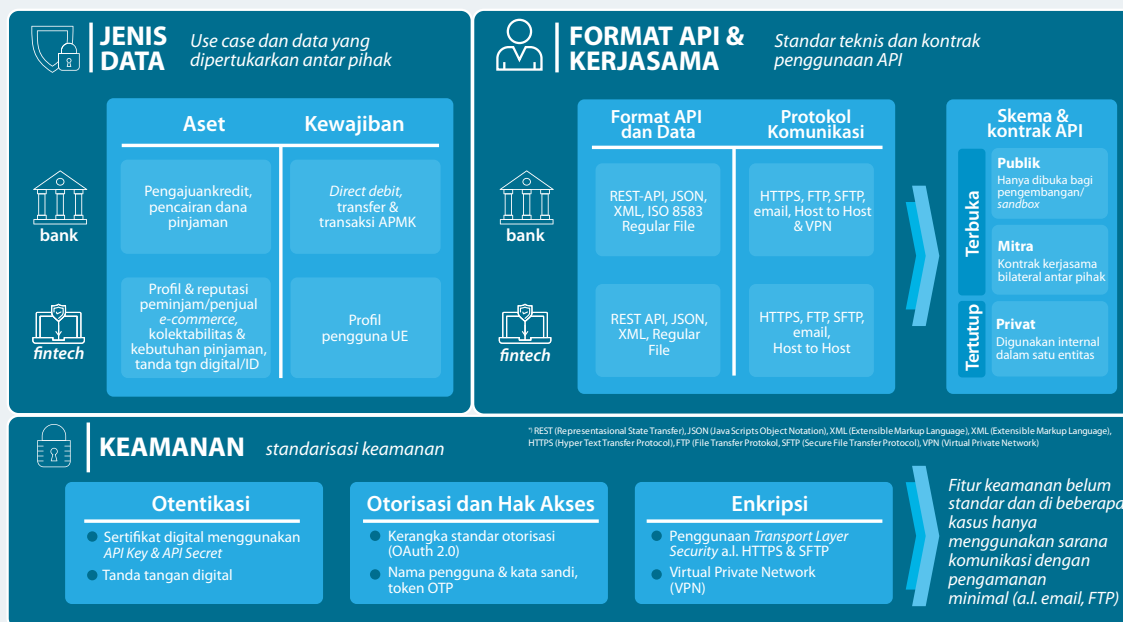 JENIS
DATA
Use case dan data yang
dipertukarkan antar pihak
Aset
Kewajiban
bank
Pengajuankredit,
pencairan dana
pinjaman
Direct debit,
transfer &
transaksi APMK
fintech
Profil & reputasi
peminjam/penjual
e-commerce,
kolektabilitas &
kebutuhan pinjaman,
tanda tgn digital/ID
Profil
pengguna UE
FORMAT API &
KERJASAMA
Standar teknis dan kontrak
penggunaan API
Format API
dan Data
Protokol
Komunikasi
bank
REST-API, JSON,
XML, ISO 8583
Regular File
HTTPS, FTP, SFTP,
email, Host to Host
& VPN
fintech
REST API, JSON,
XML, Regular
File
HTTPS, FTP, SFTP,
email,
Host to Host
Skema &
kontrak API
Terbuka
Publik
Hanya dibuka bagi
pengembangan/
sandbox
Mitra
Kontrak kerjasama
bilateral antar pihak
Tertutup
Privat
Digunakan internal
dalam satu entitas
KEAMANAN
standarisasi keamanan
*) REST (Representasional State Transfer), JSON (Java Scripts Object Notation), XML (Extensible Markup Language), XML (Extensible Markup Language),
HTTPS (Hyper Text Transfer Protocol), FTP (File Transfer Protokol, SFTP (Secure File Transfer Protocol), VPN (Virtual Private Network)
Otentikasi
● Sertifikat digital menggunakan
API Key & API Secret
● Tanda tangan digital
Otorisasi dan Hak Akses
● Kerangka standar otorisasi
(OAuth 2.0)
● Nama pengguna & kata sandi,
token OTP
Enkripsi
● Penggunaan Transport Layer
Security a.l. HTTPS & SFTP
● Virtual Private Network
(VPN)
Fitur keamanan belum
standar dan di beberapa
kasus hanya
menggunakan sarana
komunikasi dengan
pengamanan
minimal (a.l. email, FTP)